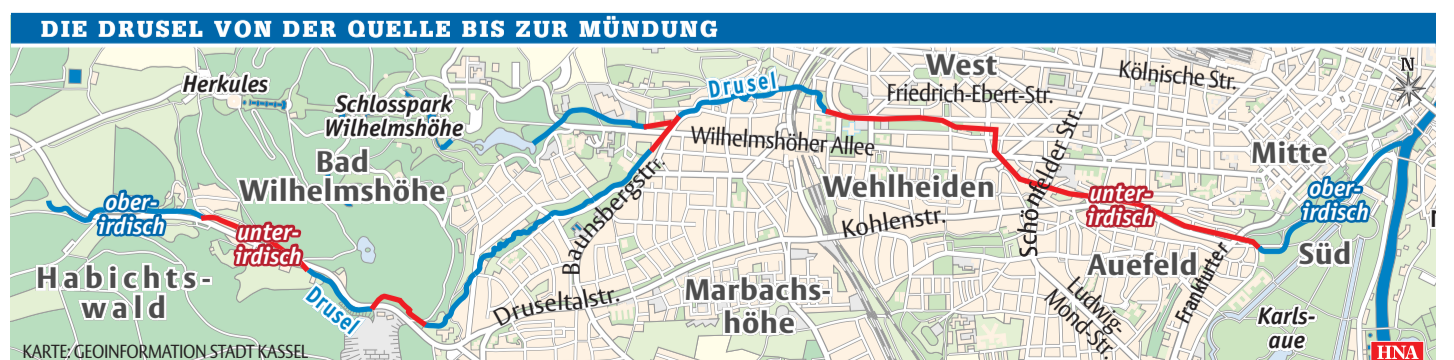 DIE DRUSEL VON DER QUELLE BIS ZUR MÜNDUNG
Herkules
Schlosspark
Wilhelmshöhe
Bad
Wilhelmshöhe
ober-
irdisch
unter-
irdisch
Habichts-
wald
Drusel
Drusel
Baunsbergstr.
Druseltalstr.
Wilhelmshöher Allee
West
Friedrich-Ebert-Str.
Kölnische Str.
N
Wehlheiden
Kohlenstr.
Schönfelder Str.
unter-
irdisch
Mitte
ober-
irdisch
Süd
Auefeld
Frankfurter
Ludwig-
Mond-Str.
Marbachs-
höhe
Karls-
aue
KARTE: GEOINFORMATION STADT KASSEL
HNA